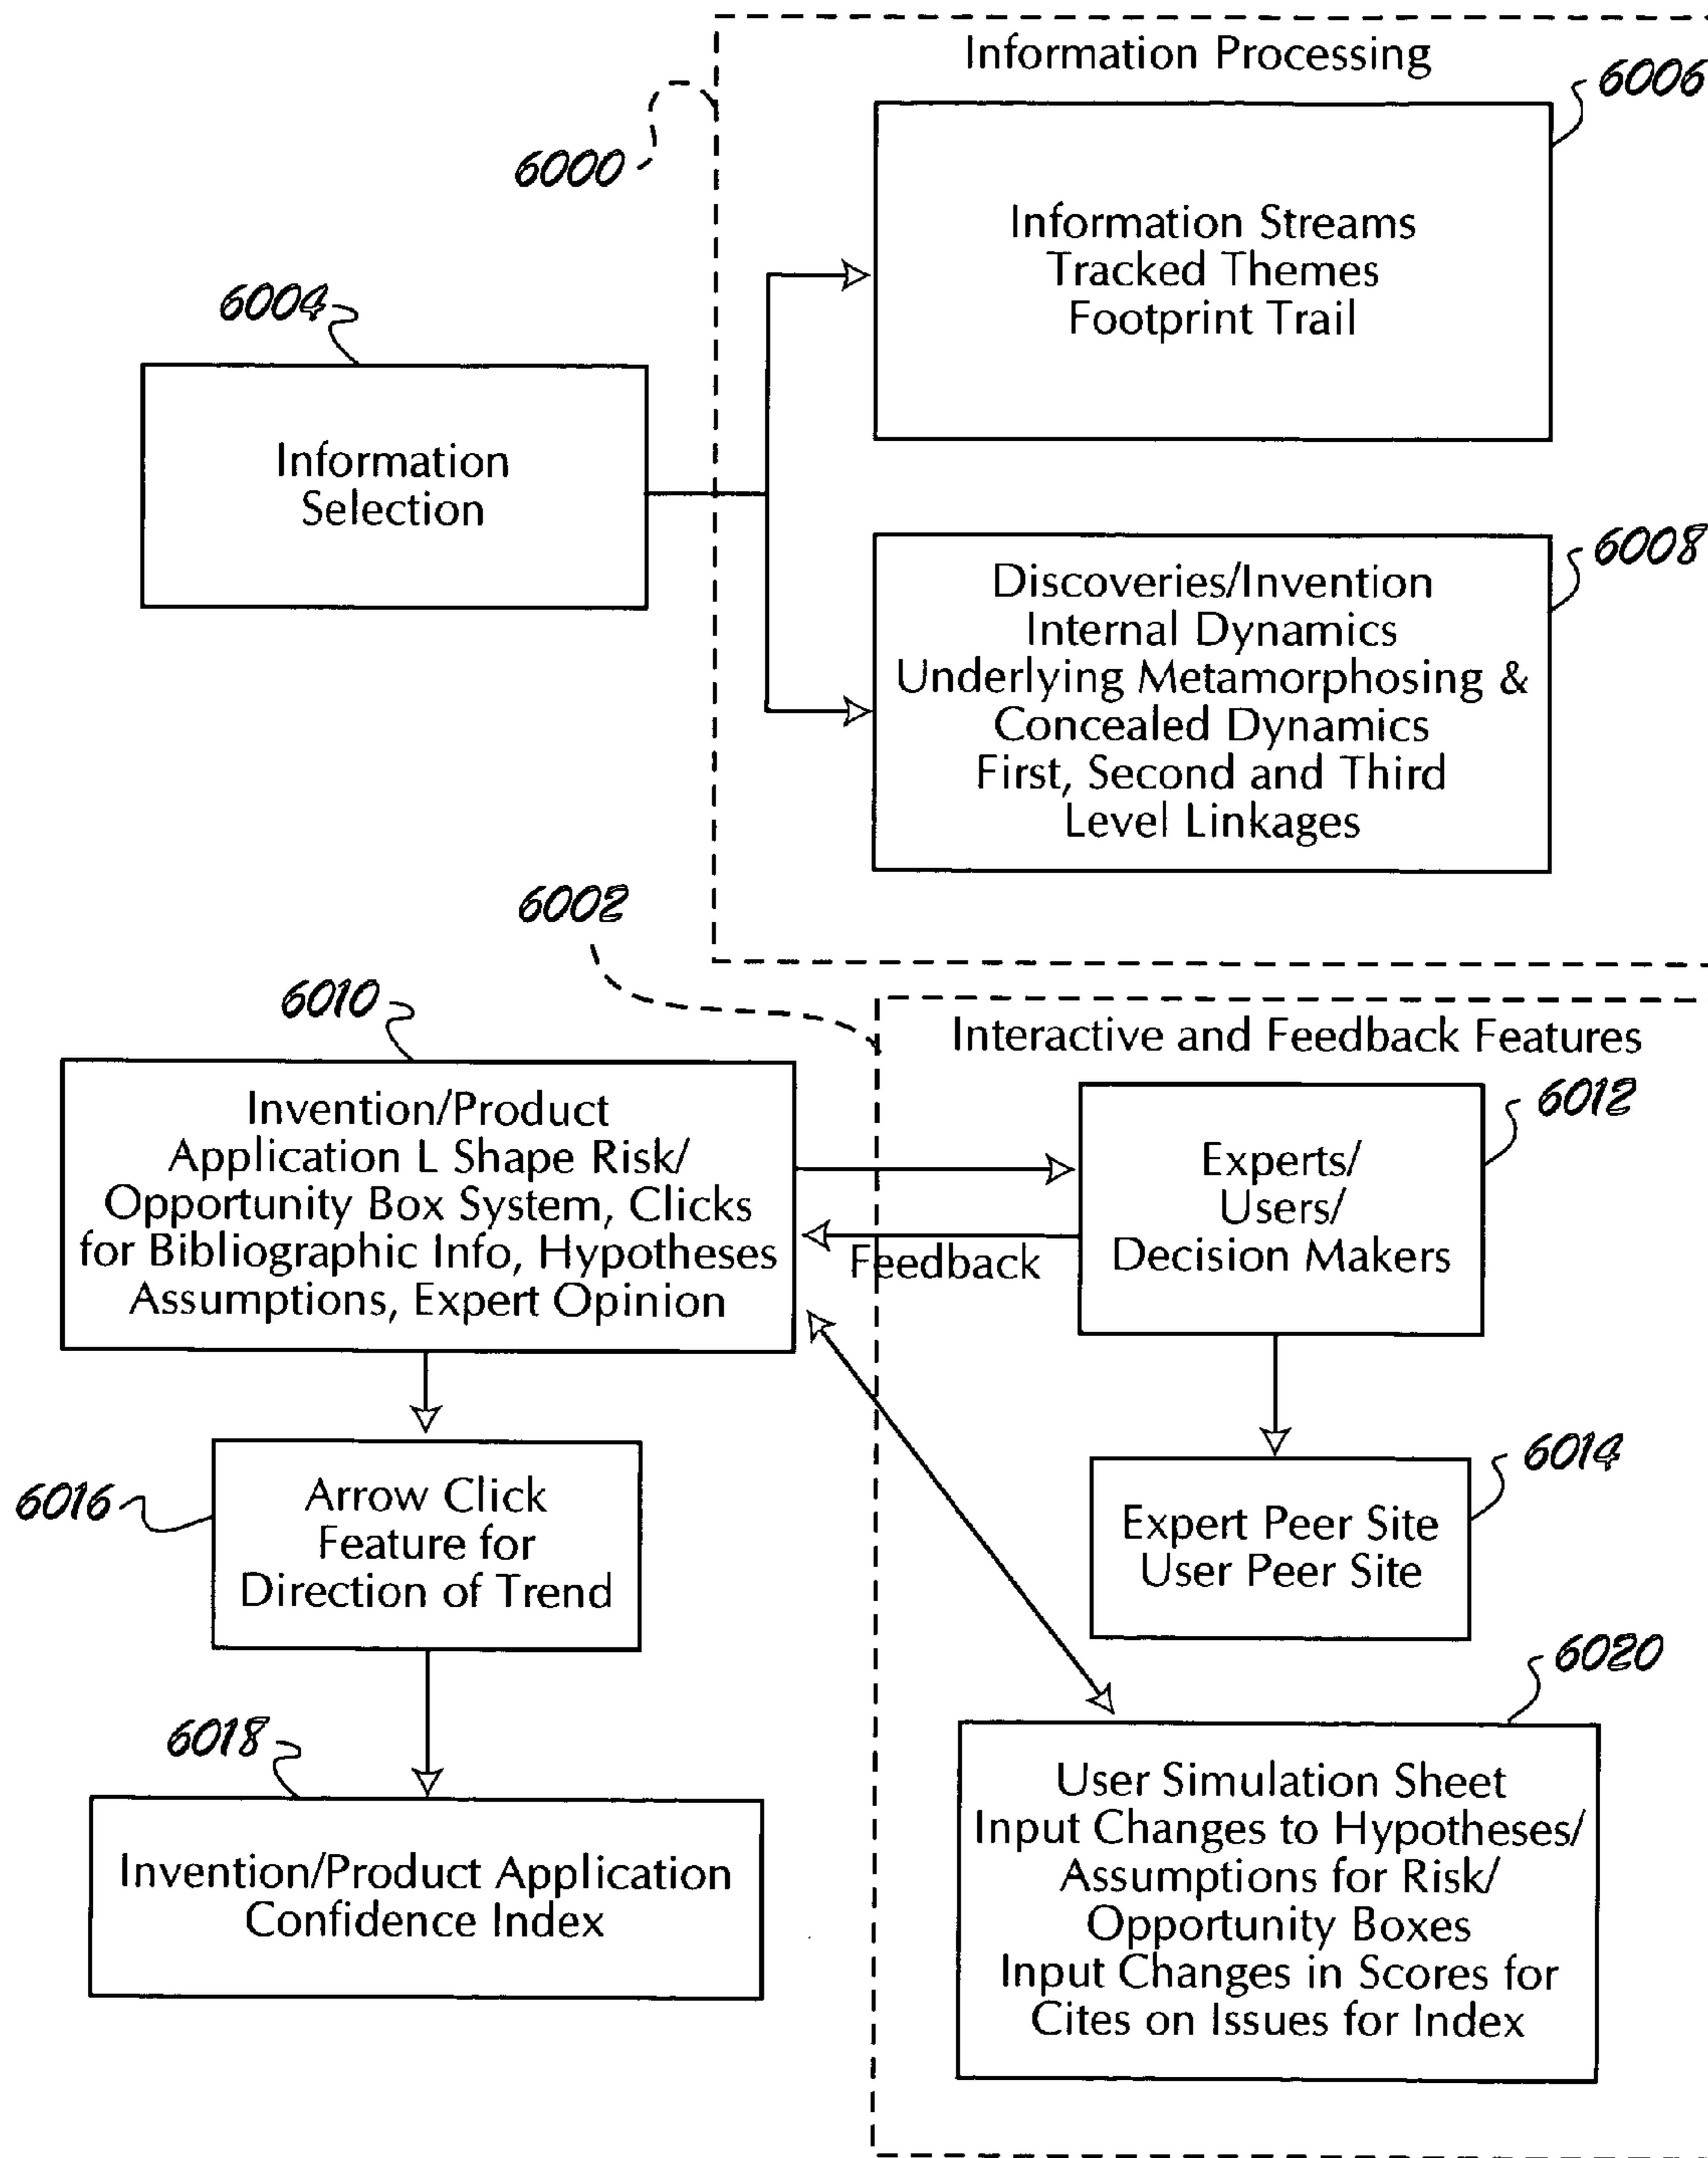 Information Processing
6006
6000
Information Streams
Tracked Themes
Footprint Trail
6004
Information
Selection
6008
Discoveries/Invention
Internal Dynamics
Underlying Metamorphosing &
Concealed Dynamics
First, Second and Third
Level Linkages
6002
6010
Interactive and Feedback Features
6012
Invention/Product
Application L Shape Risk/
Opportunity Box System, Clicks
for Bibliographic Info, Hypotheses
Assumptions, Expert Opinion
Experts/
Users/
Decision Makers
Feedback
6014
6016
Arrow Click
Feature for
Direction of Trend
Expert Peer Site
User Peer Site
6020
6018
Invention/Product Application
Confidence Index
User Simulation Sheet
Input Changes to Hypotheses/
Assumptions for Risk/
Opportunity Boxes
Input Changes in Scores for
Cites on Issues for Index